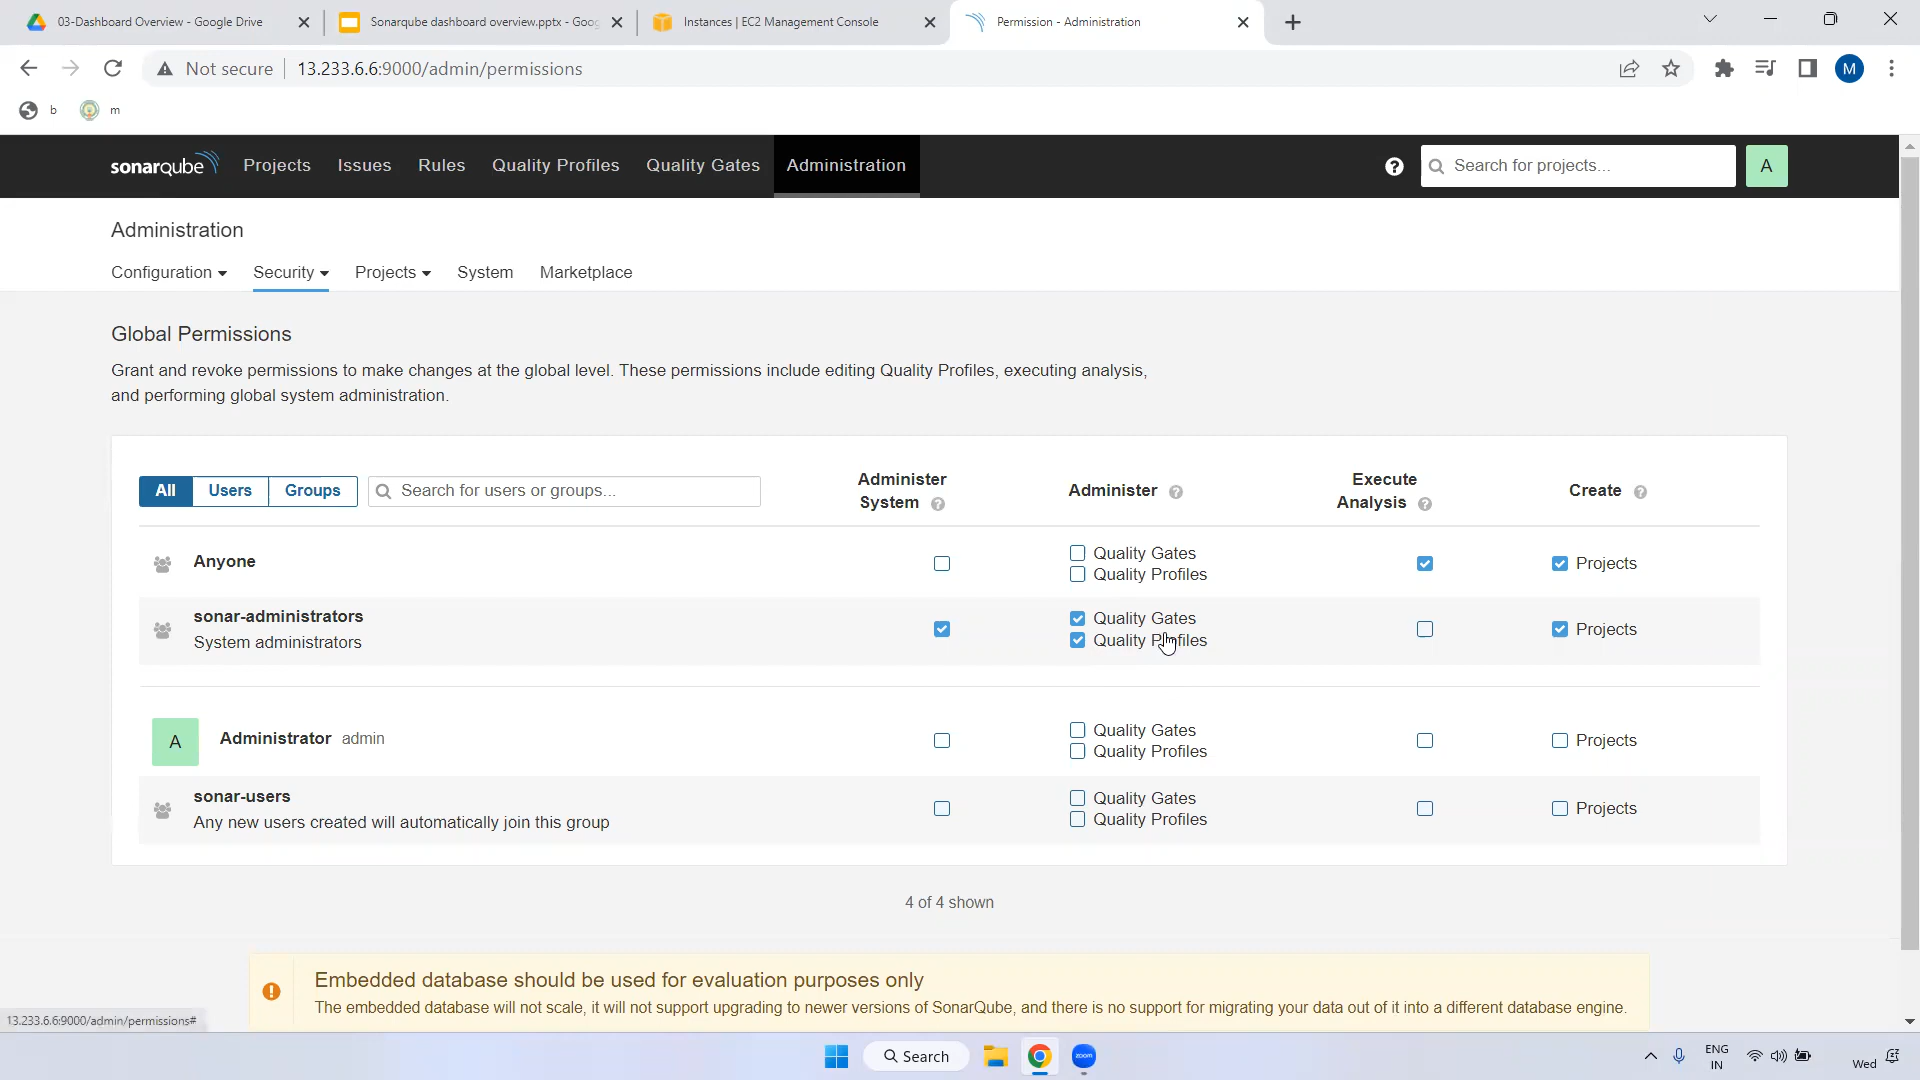 03-Dashboard Overview - Google Drive
Sonarqube dashboard overview.pptx - Goog
Instances | EC2 Management Console
Permission - Administration
Not secure
13.233.6.6:9000/admin/permissions
M
b
m
sonarqube
Projects
Issues
Rules
Quality Profiles
Quality Gates
Administration
?
Search for projects...
A
Administration
Configuration
Security
Projects
System
Marketplace
Global Permissions
Grant and revoke permissions to make changes at the global level. These permissions include editing Quality Profiles, executing analysis,
and performing global system administration.
All
Users
Groups
Search for users or groups...
Administer
System ?
Administer ?
Execute
Analysis ?
Create ?
Anyone
Quality Gates
Quality Profiles
Projects
sonar-administrators
System administrators
Quality Gates
Quality Profiles
Projects
A
Administrator admin
Quality Gates
Quality Profiles
Projects
sonar-users
Any new users created will automatically join this group
Quality Gates
Quality Profiles
Projects
4 of 4 shown
Embedded database should be used for evaluation purposes only
The embedded database will not scale, it will not support upgrading to newer versions of SonarQube, and there is no support for migrating your data out of it into a different database engine.
13.233.6.6:9000/admin/permissions#
Search
zoom
ENG
IN
Wed